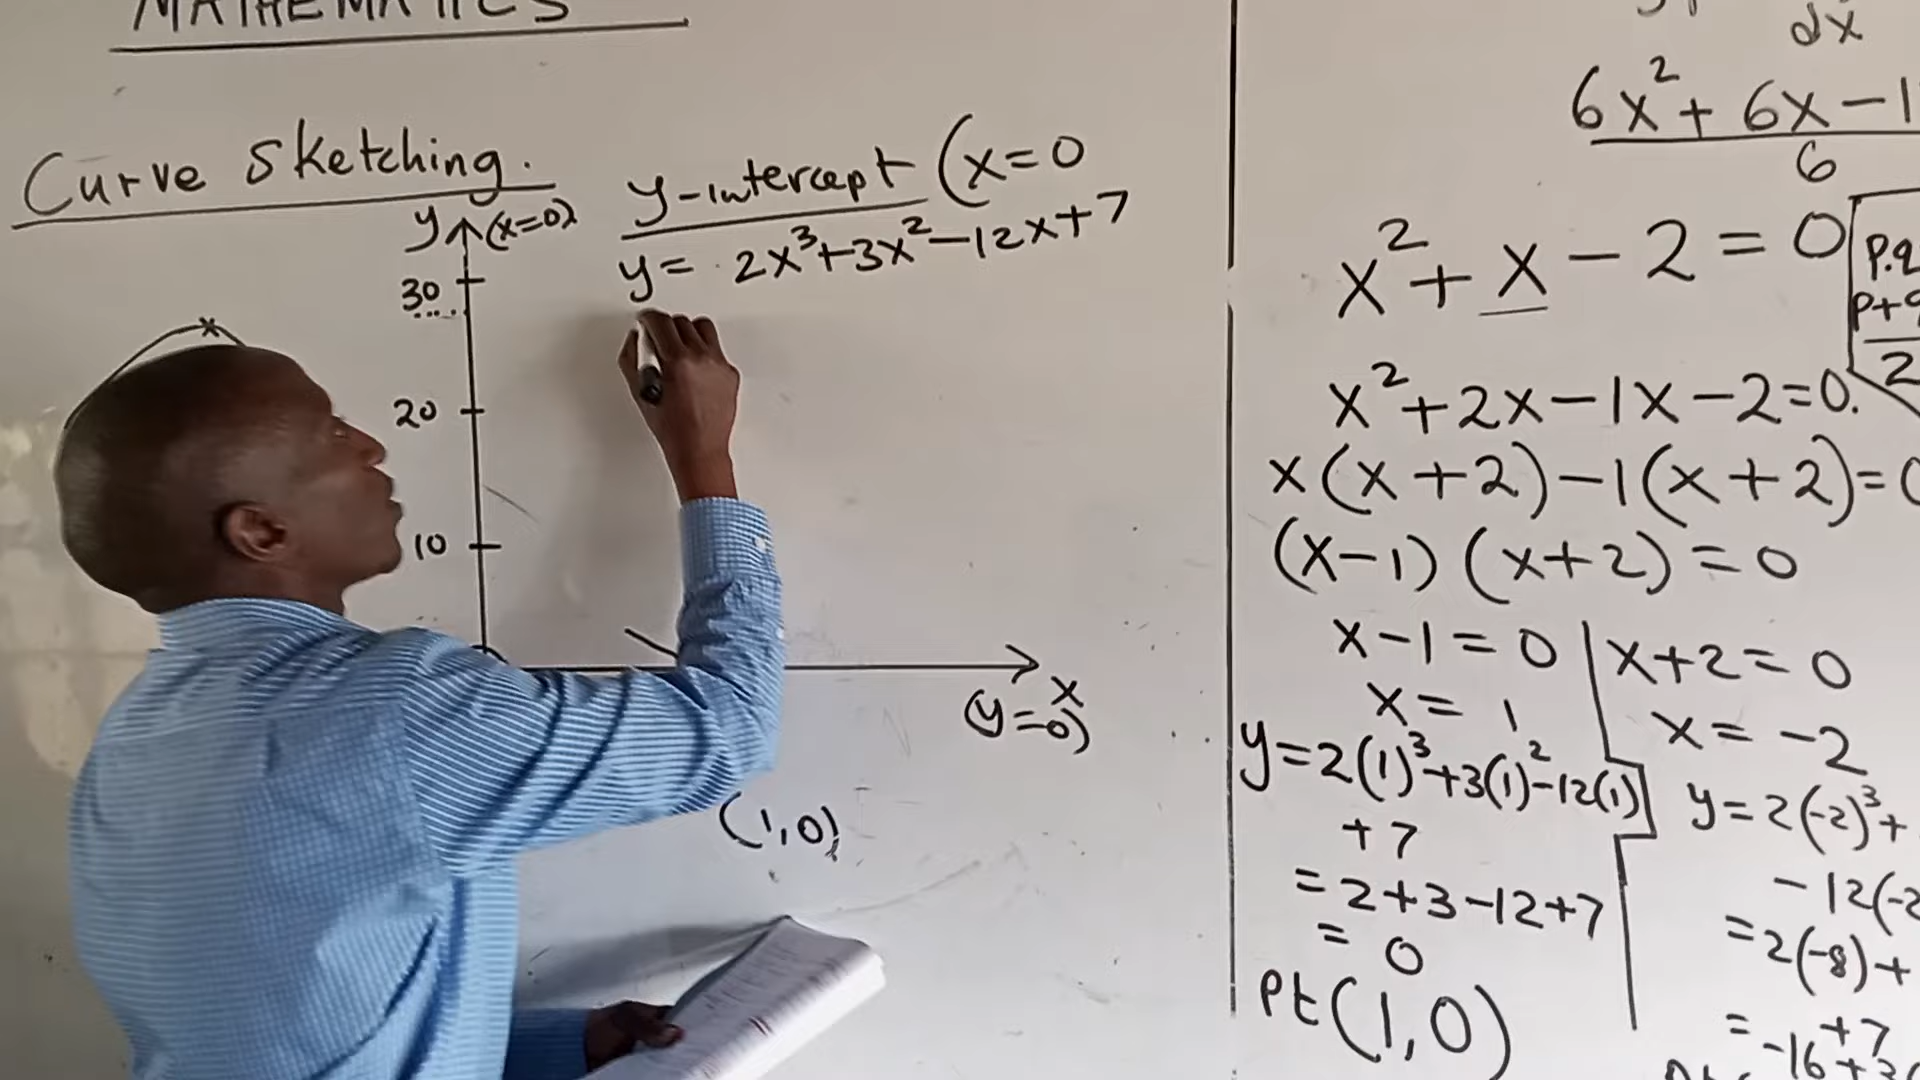 MATHEMATICS
Curve Sketching.
y (x=0)
30
20
10
x
(y=0)
(1,0)
y-intercept (x=0
y= 2x³+3x²-12x+7
dx
6x²+ 6x-1
6
x²+ x - 2 = 0
p.q
p+q
2
x²+2x-1x-2=0.
x(x+2)-1(x+2)=0
(x-1) (x+2) = 0
x-1 = 0
x = 1
y=2(1)³+3(1)²-12(1)
+7
=2+3-12+7
= 0
Pt(1,0)
x+2= 0
x= -2
y=2(-2)³+
-12(-2
=2(-8)+
+7
= -16+